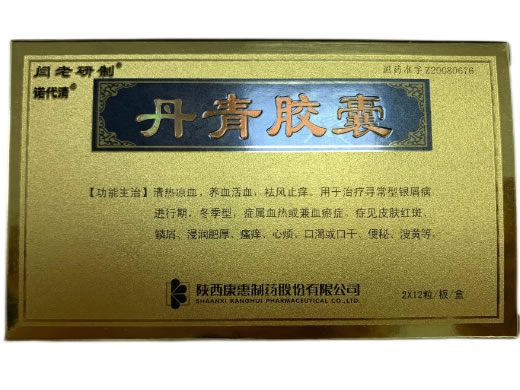 闫老研制®
国药准字Z20080676
诺代清®
丹青胶囊
【功能主治】清热凉血，养血活血，祛风止痒。用于治疗寻常型银屑病
进行期，冬季型，症属血热或兼血瘀症，症见皮肤红斑、
鳞屑、浸润肥厚、瘙痒、心烦、口渴或口干、便秘、溲黄等。
陕西康惠制药股份有限公司
SHAANXI KANGHUI PHARMACEUTICAL CO.,LTD.
2X12粒/板/盒